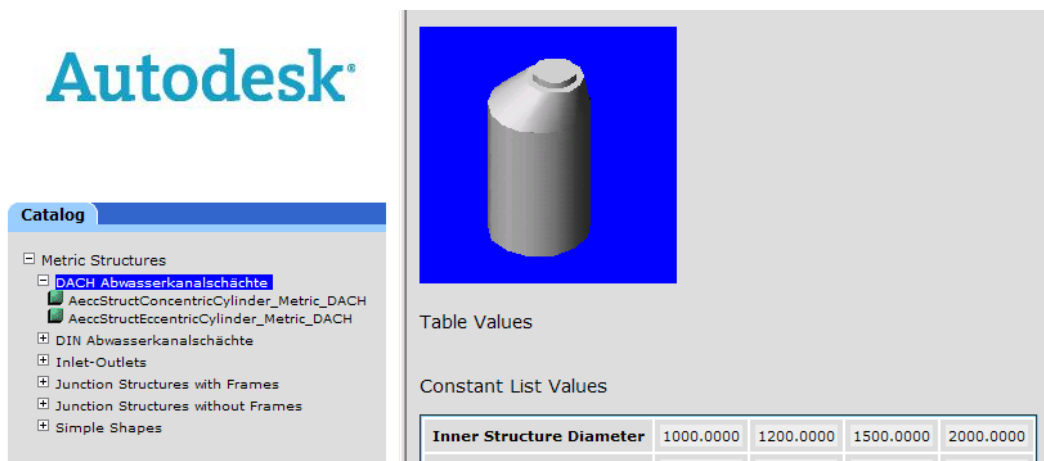 Autodesk®
Catalog
Metric Structures
DACH Abwasserkanalschächte
AeccStructConcentricCylinder_Metric_DACH
AeccStructEccentricCylinder_Metric_DACH
DIN Abwasserkanalschächte
Inlet-Outlets
Junction Structures with Frames
Junction Structures without Frames
Simple Shapes
Table Values
Constant List Values
Inner Structure Diameter 1000.0000 1200.0000 1500.0000 2000.0000